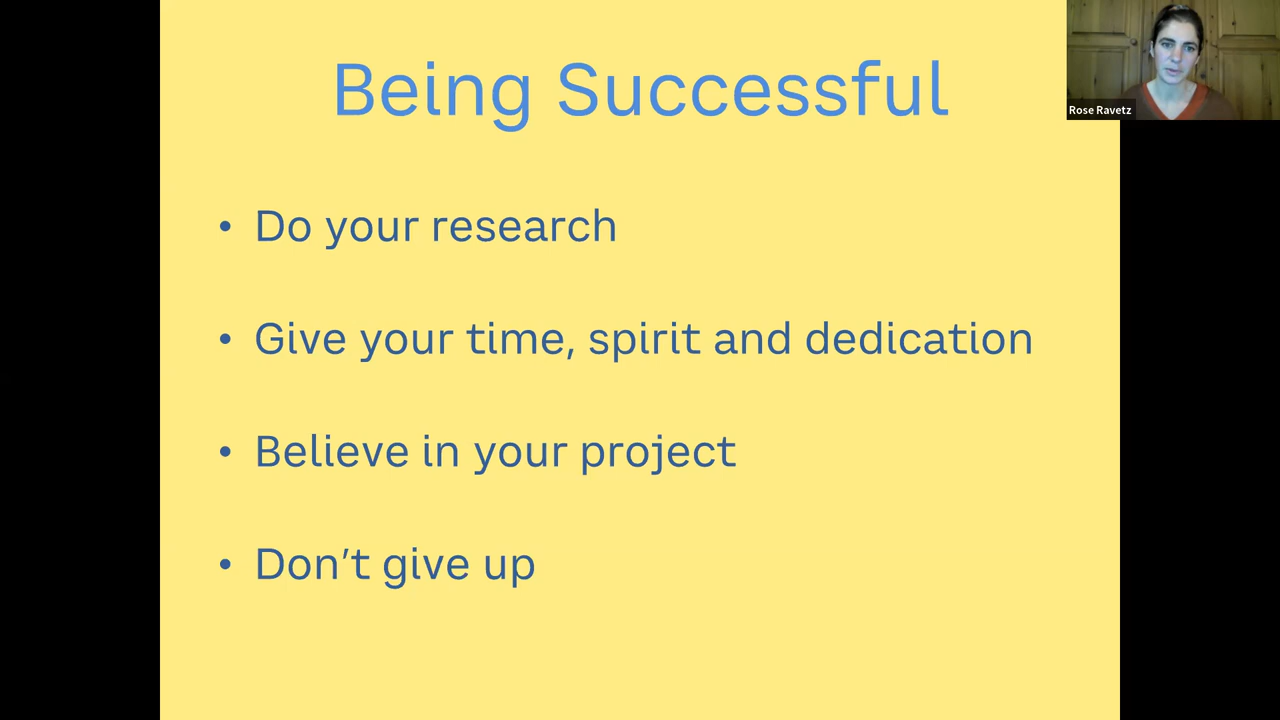 Being Successful
Rose Ravetz
• Do your research
• Give your time, spirit and dedication
• Believe in your project
• Don’t give up